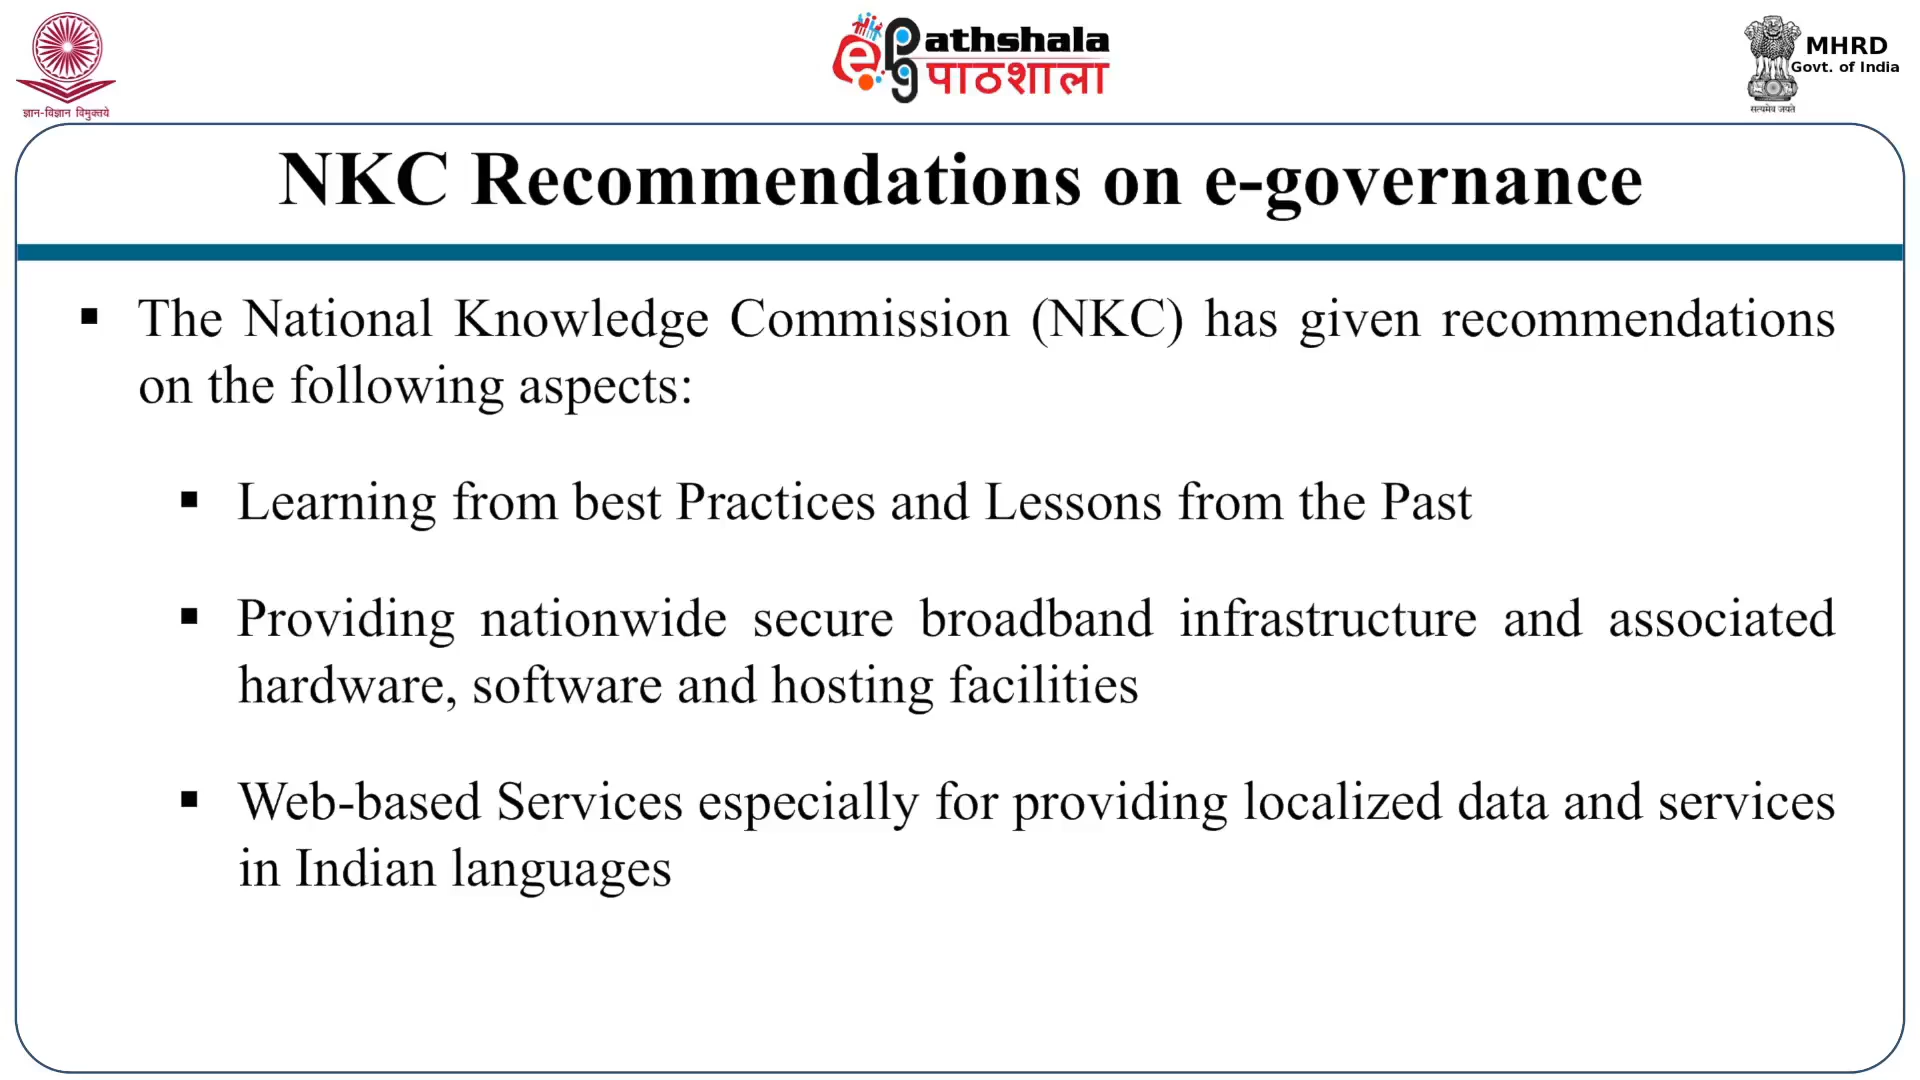 ज्ञान-विज्ञान विमुक्तये
ePathshala
पाठशाला
MHRD
Govt. of India
सत्यमेव जयते
NKC Recommendations on e-governance
▪ The National Knowledge Commission (NKC) has given recommendations
on the following aspects:
▪ Learning from best Practices and Lessons from the Past
▪ Providing nationwide secure broadband infrastructure and associated
hardware, software and hosting facilities
▪ Web-based Services especially for providing localized data and services
in Indian languages